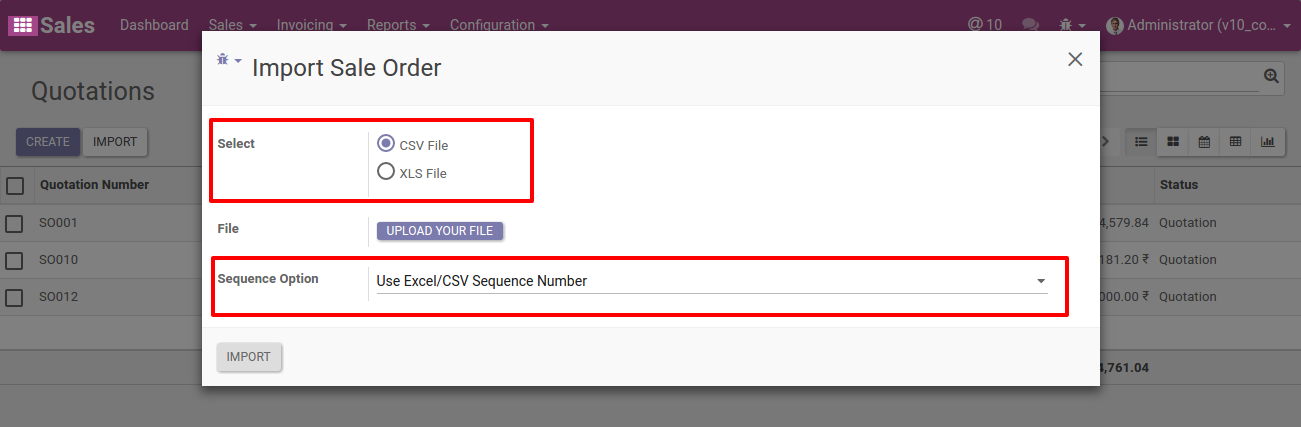 Sales Dashboard Sales Invoicing Reports Configuration @ 10 Administrator (v10_co…
Import Sale Order
Quotations
CREATE IMPORT
Select CSV File
XLS File
Quotation Number Status
SO001 4,579.84 Quotation
File UPLOAD YOUR FILE
SO010 181.20 ₹ Quotation
Sequence Option Use Excel/CSV Sequence Number
SO012 000.00 ₹ Quotation
IMPORT
4,761.04